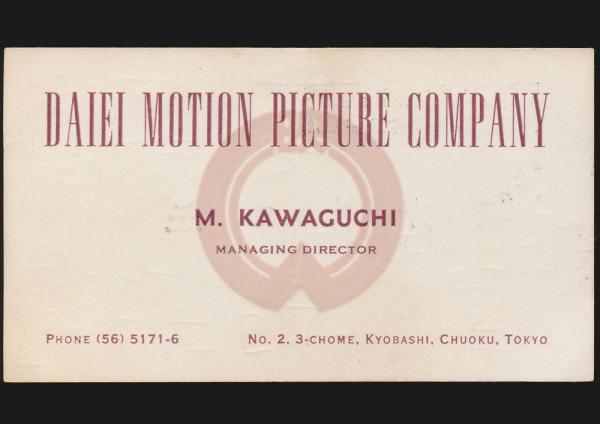 DAIEI MOTION PICTURE COMPANY
M. KAWAGUCHI
MANAGING DIRECTOR
PHONE (56) 5171-6
NO. 2, 3-CHOME, KYOBASHI, CHUOKU, TOKYO